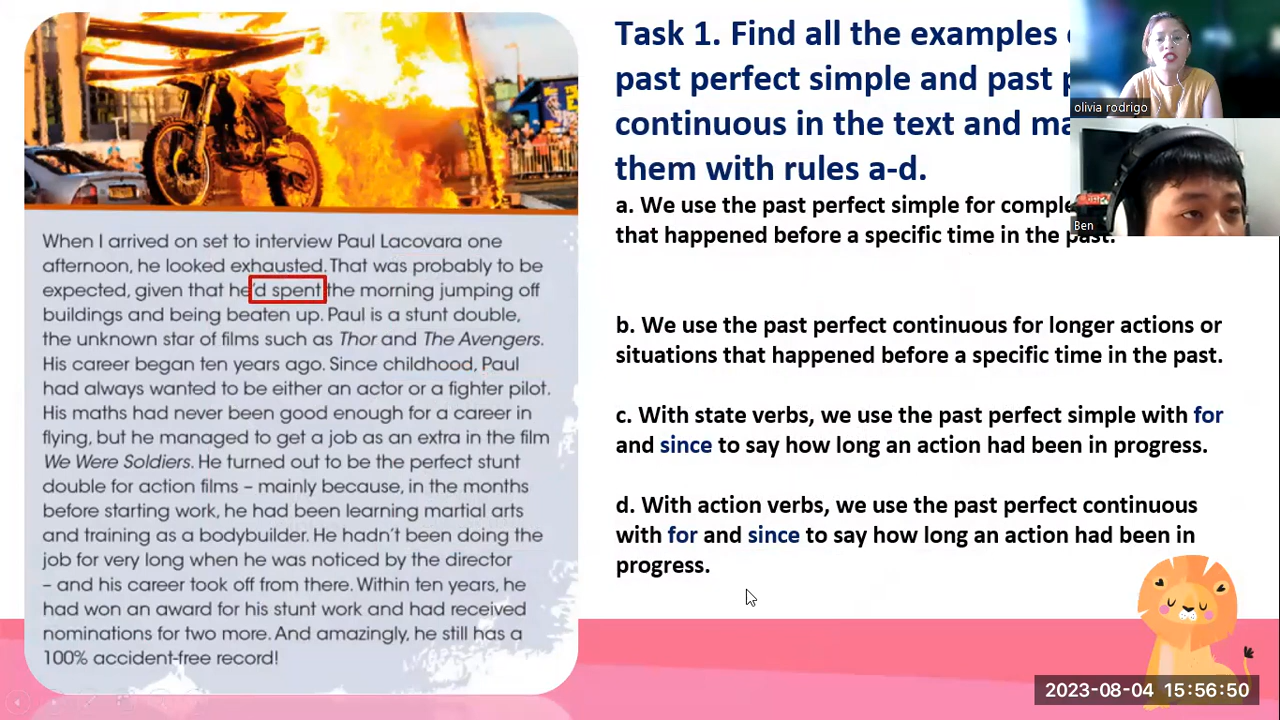 When I arrived on set to interview Paul Lacovara one
afternoon, he looked exhausted. That was probably to be
expected, given that he'd spent the morning jumping off
buildings and being beaten up. Paul is a stunt double,
the unknown star of films such as Thor and The Avengers.
His career began ten years ago. Since childhood, Paul
had always wanted to be either an actor or a fighter pilot.
His maths had never been good enough for a career in
flying, but he managed to get a job as an extra in the film
We Were Soldiers. He turned out to be the perfect stunt
double for action films – mainly because, in the months
before starting work, he had been learning martial arts
and training as a bodybuilder. He hadn't been doing the
job for very long when he was noticed by the director
– and his career took off from there. Within ten years, he
had won an award for his stunt work and had received
nominations for two more. And amazingly, he still has a
100% accident-free record!
Task 1. Find all the examples
past perfect simple and past
continuous in the text and
them with rules a-d.
a. We use the past perfect simple for
that happened before a specific time in the past.
b. We use the past perfect continuous for longer actions or
situations that happened before a specific time in the past.
c. With state verbs, we use the past perfect simple with for
and since to say how long an action had been in progress.
d. With action verbs, we use the past perfect continuous
with for and since to say how long an action had been in
progress.
olivia rodrigo
Ben
2023-08-04 15:56:50